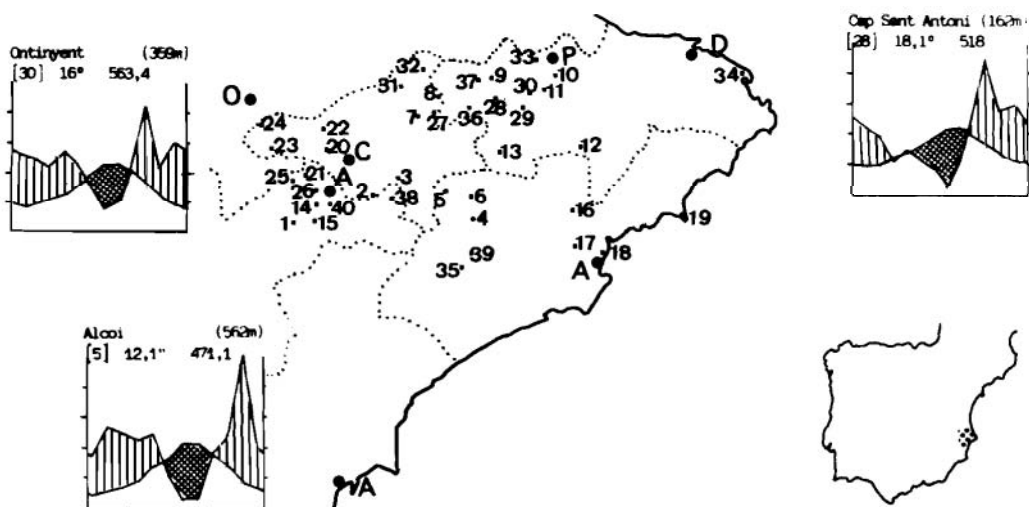 Ontinyent (369m)
[30] 16° 563,4
Cap Sant Antoni (162m)
[28] 18,1° 518
D
33 P
32
37 9 10
34
31 8 30 11
O
28
7 27 36 29
24 22
23 20 C
13 12
25 21 3
26 A 2 38 5 6
14 40 16
1 15 4 19
17
39 18
35 A
Alcoi (562m)
[5] 12,1° 471,1
A